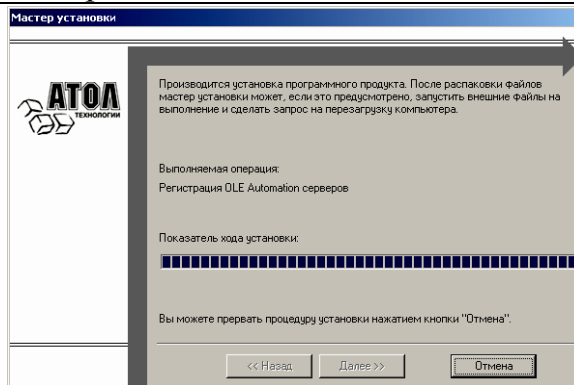 Мастер установки
АТОЛ
ТЕХНОЛОГИИ
Производится установка программного продукта. После распаковки файлов
мастер установки может, если это предусмотрено, запустить внешние файлы на
выполнение и сделать запрос на перезагрузку компьютера.
Выполняемая операция:
Регистрация OLE Automation серверов
Показатель хода установки:
Вы можете прервать процедуру установки нажатием кнопки "Отмена".
<< Назад
Далее >>
Отмена